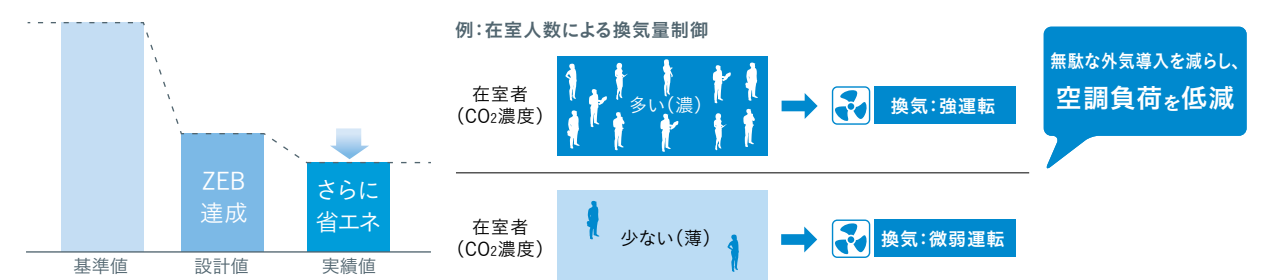 ZEB
達成
さらに
省エネ
基準値
設計値
実績値
例：在室人数による換気量制御
在室者
（CO₂濃度）
多い（濃）
換気：強運転
在室者
（CO₂濃度）
少ない（薄）
換気：微弱運転
無駄な外気導入を減らし、
空調負荷を低減